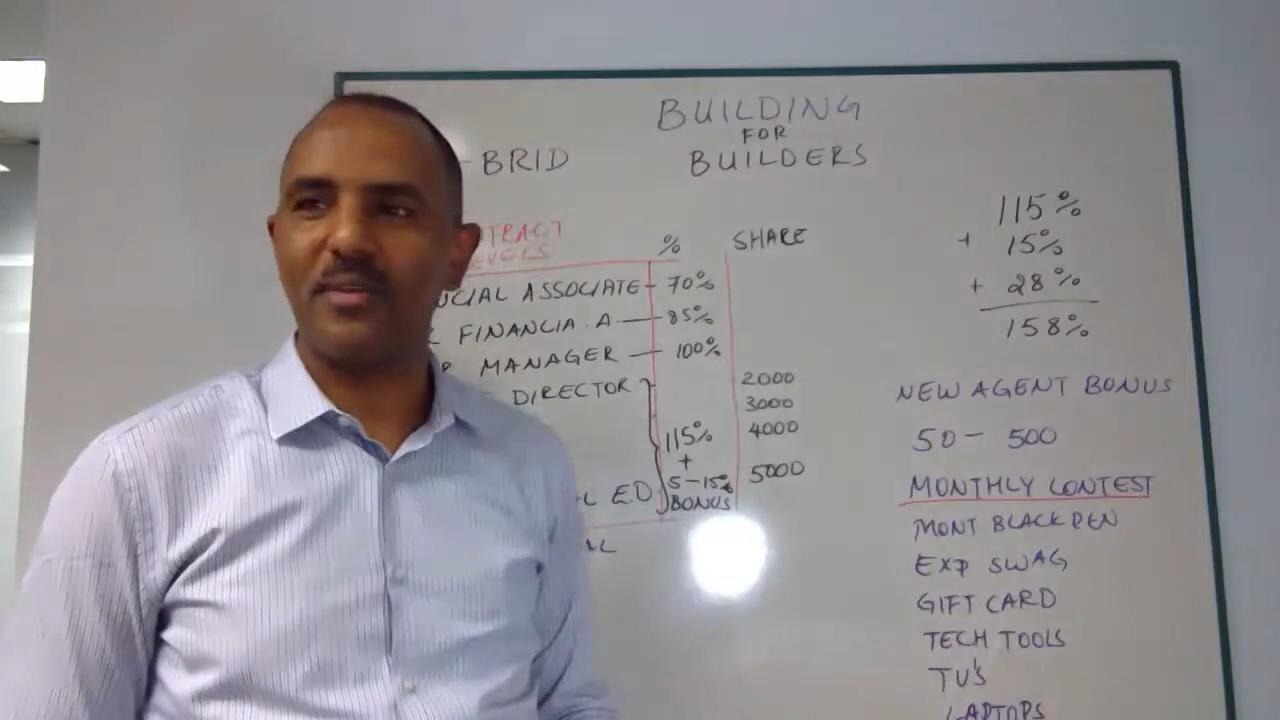 BUILDING
FOR
BUILDERS
-BRID
% SHARE
ASSOCIATE - 70%
FINANCIA.A — 85%
MANAGER — 100%
DIRECTOR
2000
3000
4000
5000
115%
+
5-15%
BONUS
E.D
115%
+ 15%
+ 28%
158%
NEW AGENT BONUS
50 - 500
MONTHLY CONTEST
MONT BLACK PEN
EXP SWAG
GIFT CARD
TECH TOOLS
TV'S
LAPTOPS